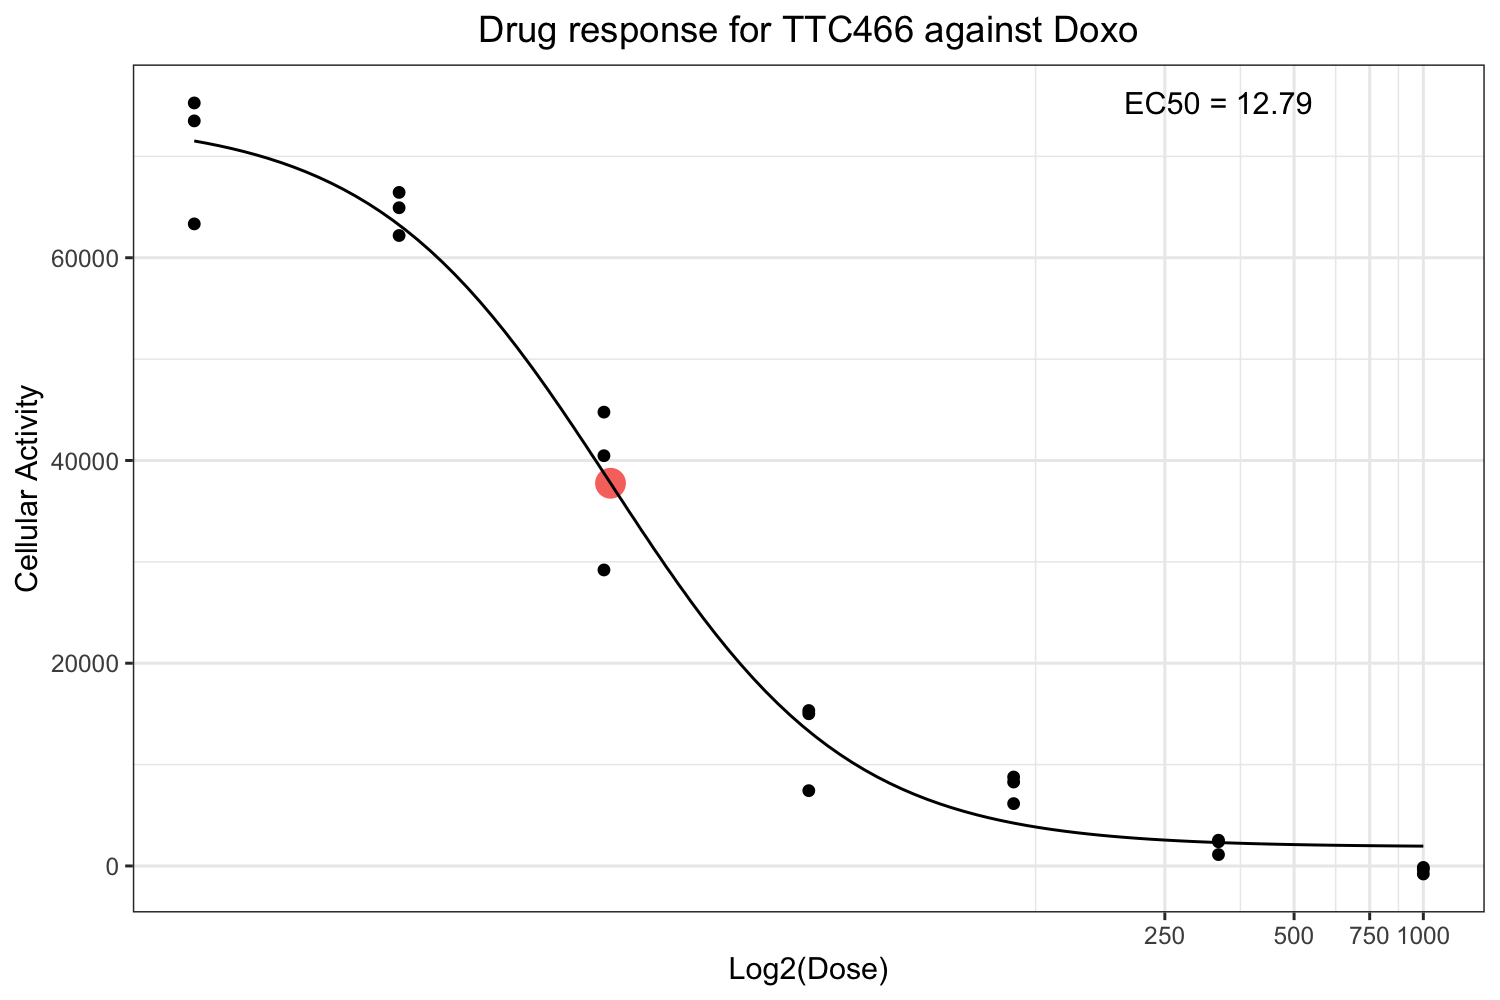 Drug response for TTC466 against Doxo
EC50 = 12.79
Cellular Activity
60000
40000
20000
0
250 500 750 1000
Log2(Dose)